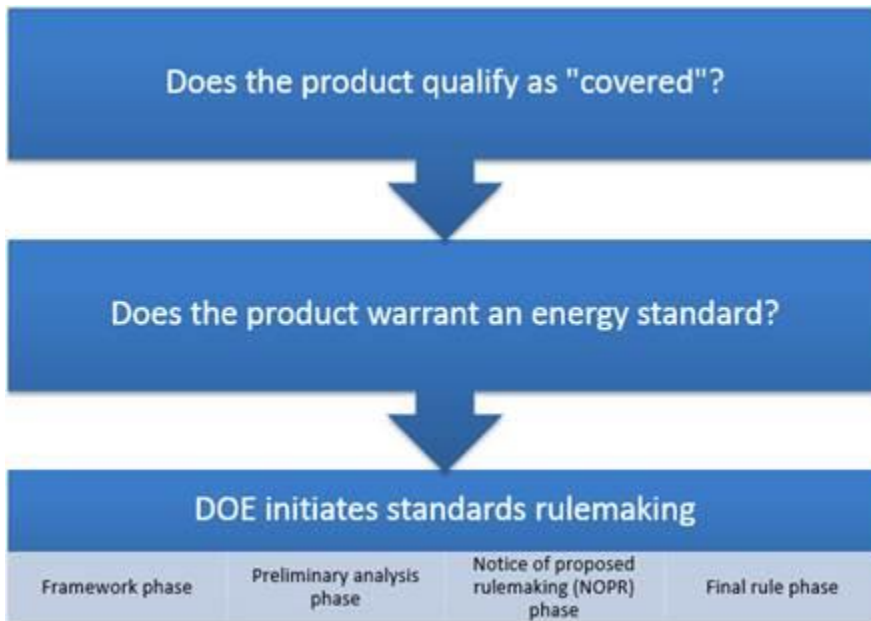 Does the product qualify as "covered"?
Does the product warrant an energy standard?
DOE initiates standards rulemaking
Framework phase
Preliminary analysis
phase
Notice of proposed
rulemaking (NOPR)
phase
Final rule phase